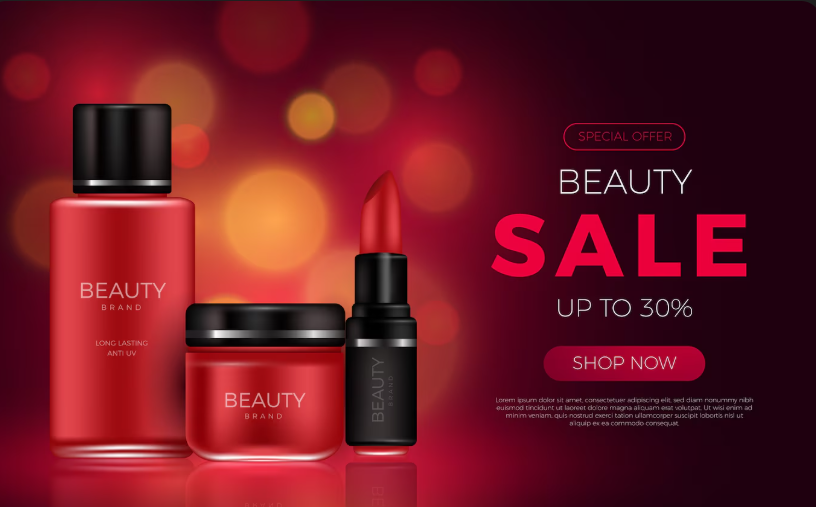 BEAUTY
BRAND
LONG LASTING
ANTI UV
BEAUTY
BRAND
BEAUTY
BRAND
SPECIAL OFFER
BEAUTY
SALE
UP TO 30%
SHOP NOW
Lorem ipsum dolor sit amet, consectetuer adipiscing elit, sed diam nonummy nibh
euismod tincidunt ut laoreet dolore magna aliquam erat volutpat. Ut wisi enim ad
minim veniam, quis nostrud exerci tation ullamcorper suscipit lobortis nisl ut
aliquip ex ea commodo consequat.